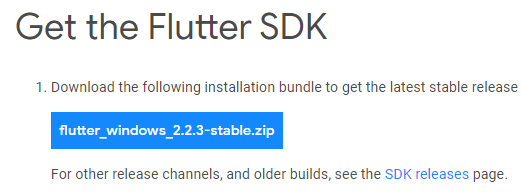 Get the Flutter SDK
1. Download the following installation bundle to get the latest stable release
flutter_windows_2.2.3-stable.zip
For other release channels, and older builds, see the SDK releases page.